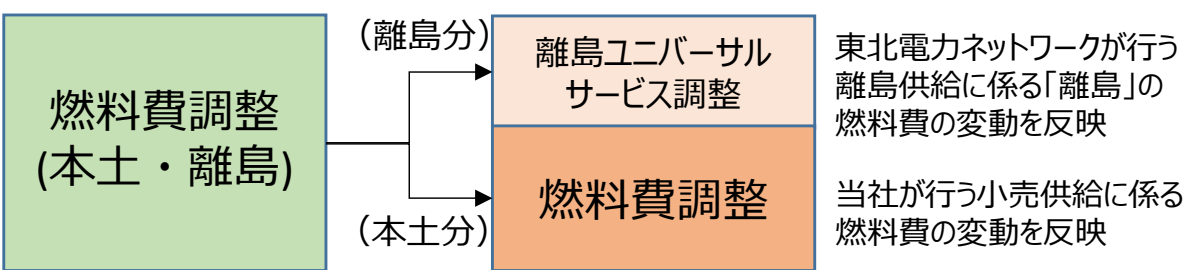 燃料費調整
(本土・離島)
（離島分）
（本土分）
離島ユニバーサル
サービス調整
燃料費調整
東北電力ネットワークが行う
離島供給に係る「離島」の
燃料費の変動を反映
当社が行う小売供給に係る
燃料費の変動を反映